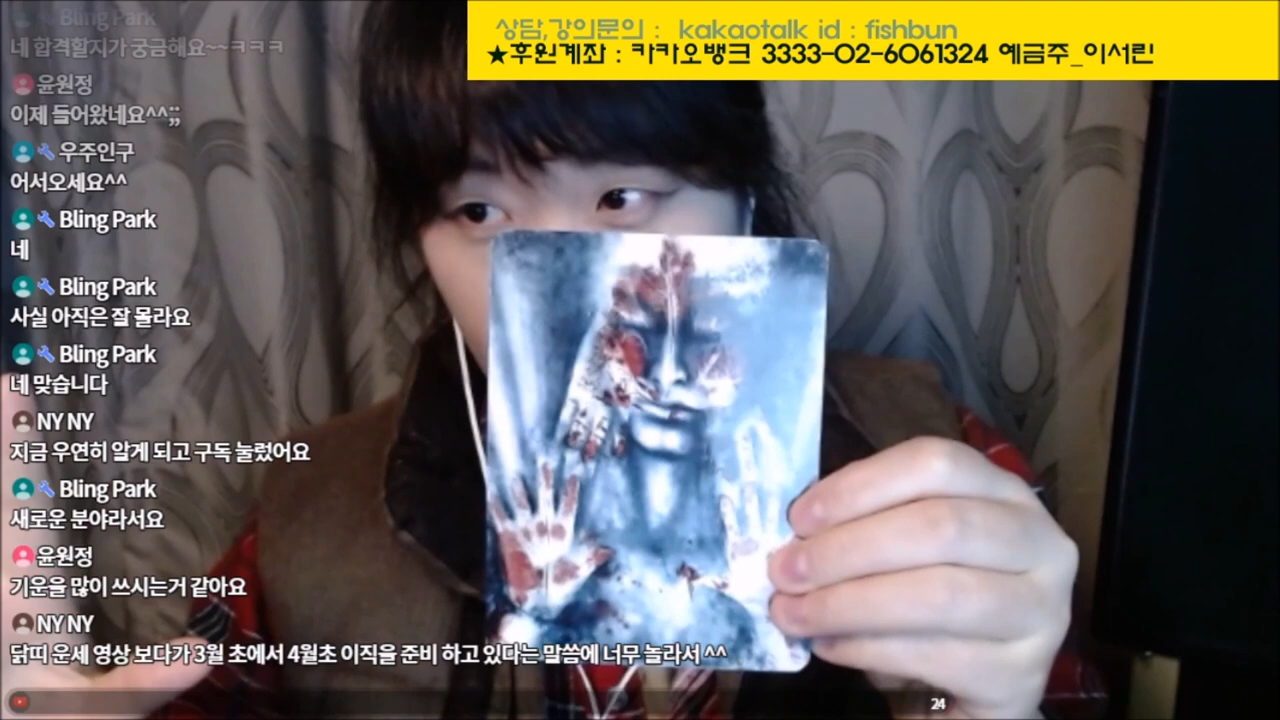 상담,강의문의 : kakaotalk id : fishbun
★후원계좌 : 카카오뱅크 3333-02-6061324 예금주_이서린
Bling Park
네 합격할지가 궁금해요~~ㅋㅋㅋ
윤원정
이제 들어왔네요^^;;
우주인구
어서오세요^^
Bling Park
네
Bling Park
사실 아직은 잘 몰라요
Bling Park
네 맞습니다
NY NY
지금 우연히 알게 되고 구독 눌렀어요
Bling Park
새로운 분야라서요
윤원정
기운을 많이 쓰시는거 같아요
NY NY
닭띠 운세 영상 보다가 3월 초에서 4월초 이직을 준비 하고 있다는 말씀에 너무 놀라서 ^^
24